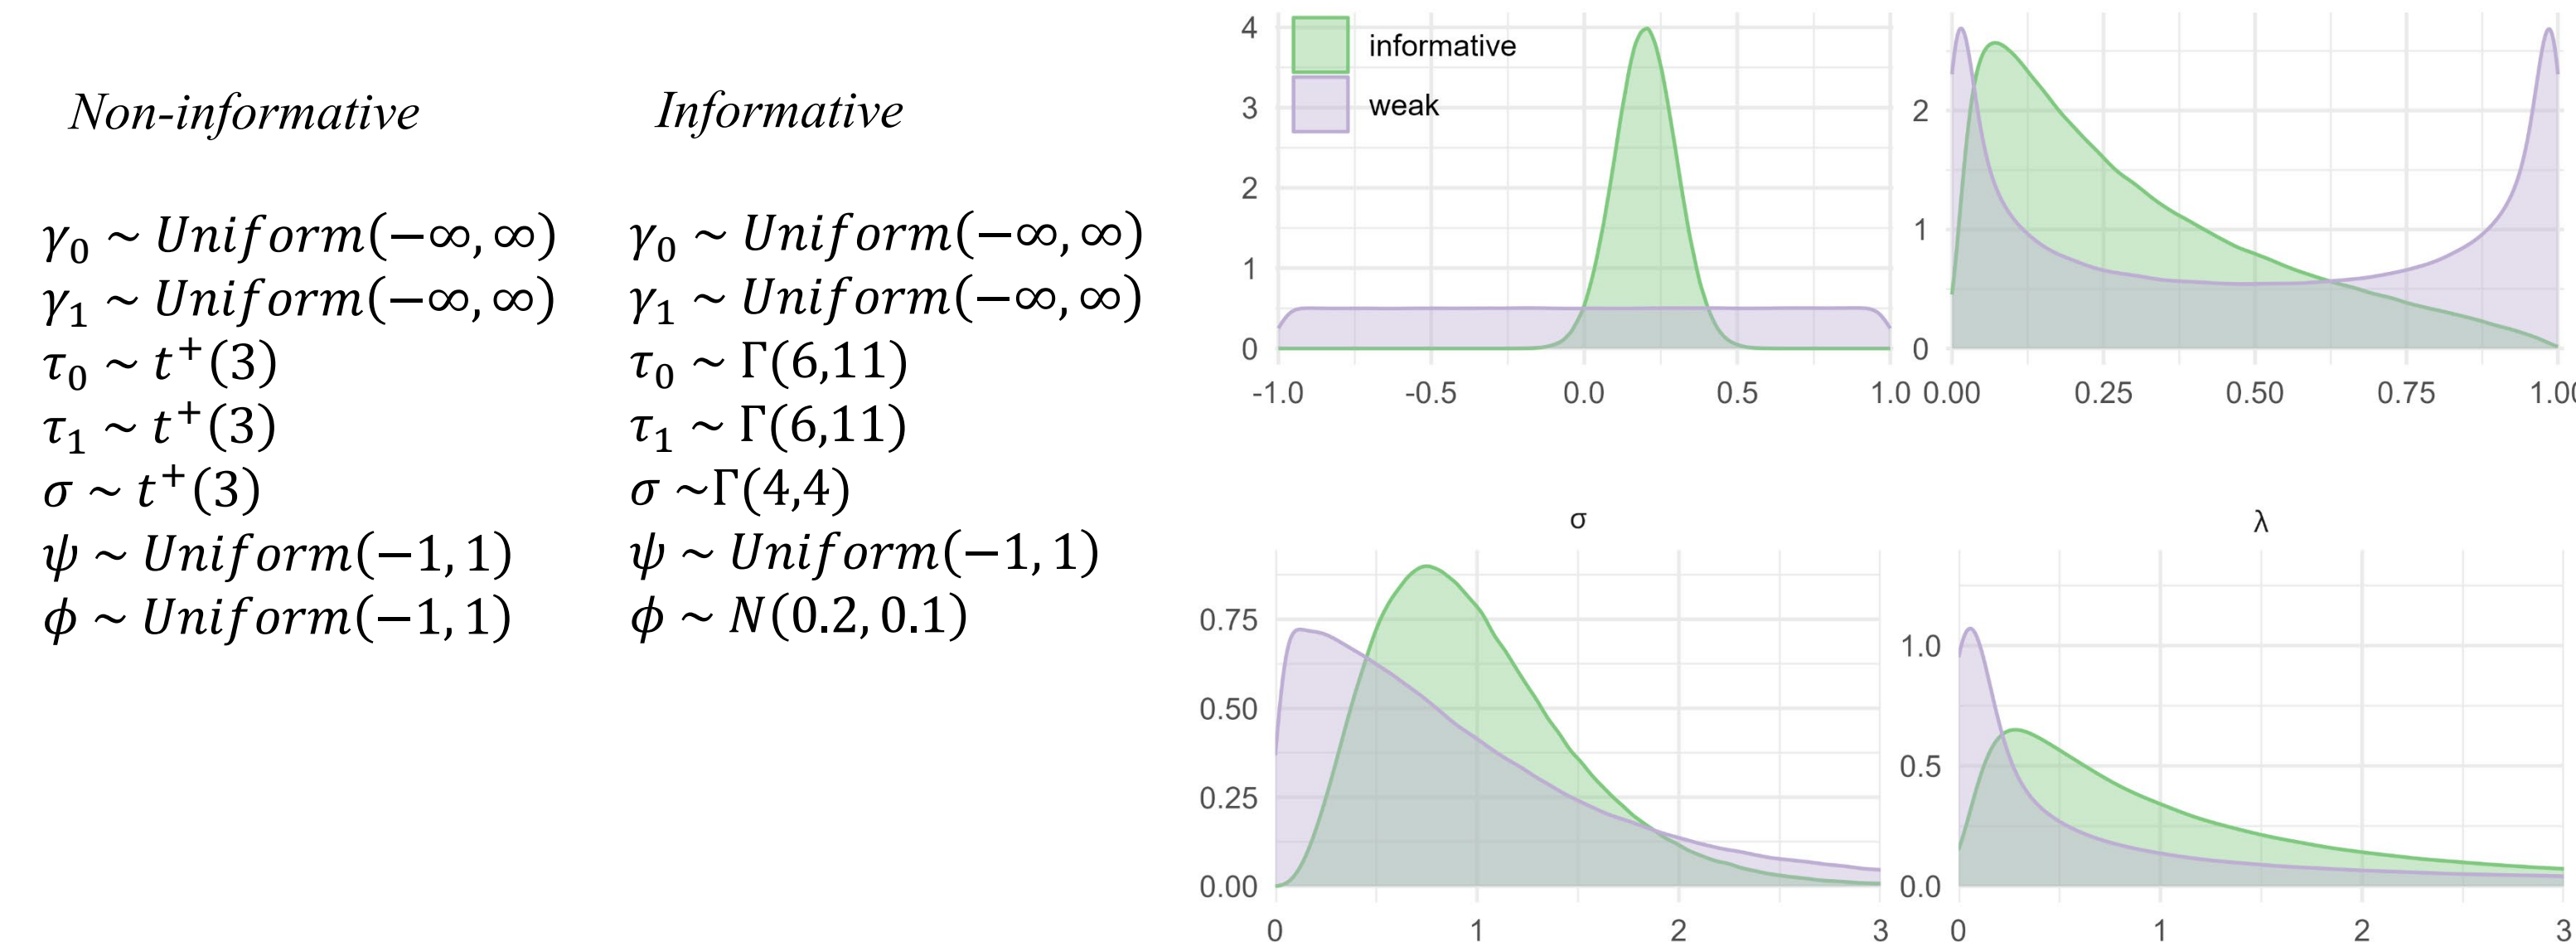 Non-informative
γ₀ ~ Uniform(−∞, ∞)
γ₁ ~ Uniform(−∞, ∞)
τ₀ ~ t⁺(3)
τ₁ ~ t⁺(3)
σ ~ t⁺(3)
ψ ~ Uniform(−1, 1)
ϕ ~ Uniform(−1, 1)
Informative
γ₀ ~ Uniform(−∞, ∞)
γ₁ ~ Uniform(−∞, ∞)
τ₀ ~ Γ(6,11)
τ₁ ~ Γ(6,11)
σ ~Γ(4,4)
ψ ~ Uniform(−1, 1)
ϕ ~ N(0.2, 0.1)
informative
weak
4
3
2
1
0
-1.0 -0.5 0.0 0.5 1.0
2
1
0
0.00 0.25 0.50 0.75 1.00
σ
0.75
0.50
0.25
0.00
0 1 2 3
λ
1.0
0.5
0.0
0 1 2 3